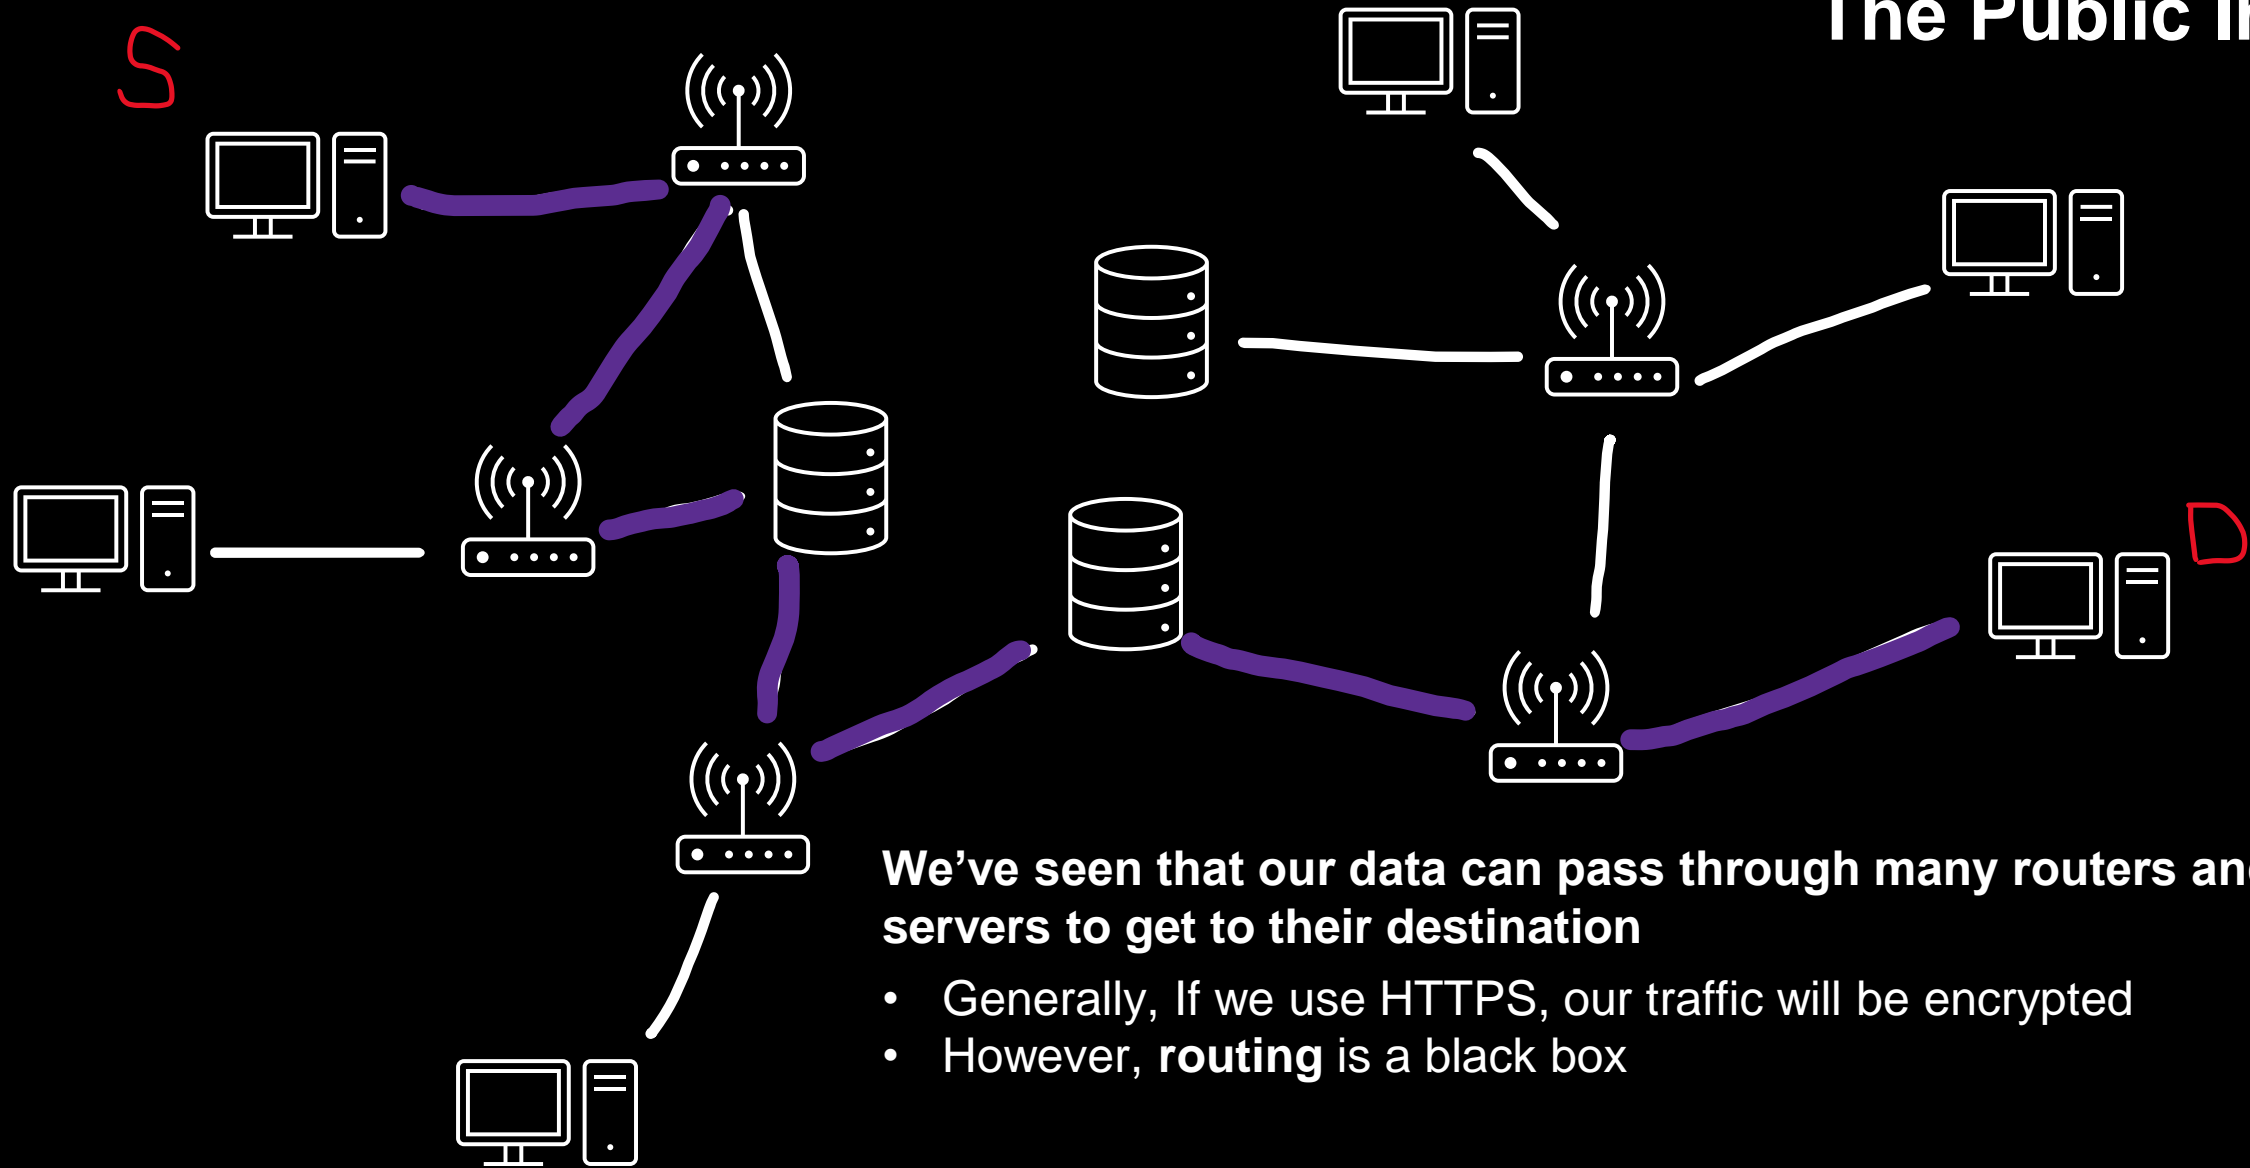 The Public
S
D
We've seen that our data can pass through many routers and
servers to get to their destination
• Generally, If we use HTTPS, our traffic will be encrypted
• However, routing is a black box